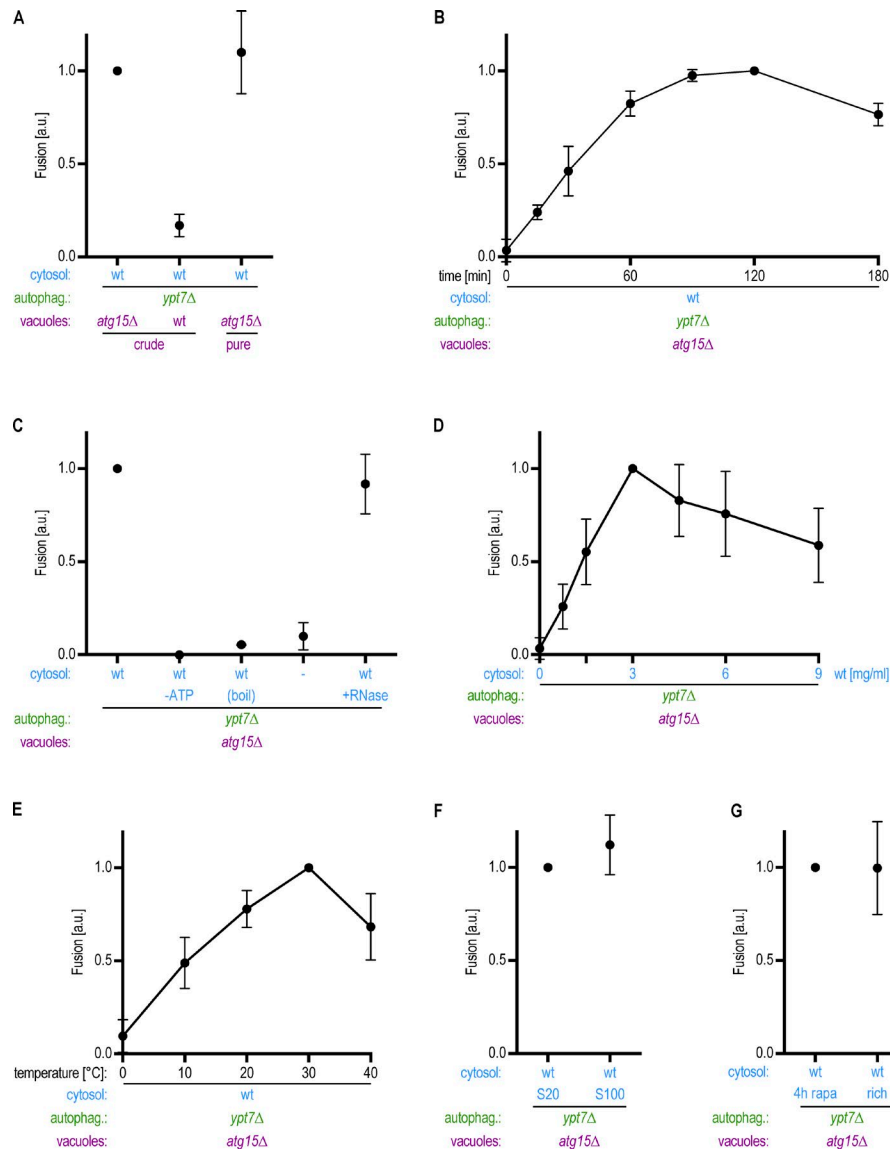 A
Fusion [a.u.]
1.0
0.5
0.0
cytosol: wt wt wt
autophag.: ypt7Δ
vacuoles: atg15Δ wt atg15Δ
crude pure
B
Fusion [a.u.]
1.0
0.5
0.0
time [min] 0 60 120 180
cytosol: wt
autophag.: ypt7Δ
vacuoles: atg15Δ
C
Fusion [a.u.]
1.0
0.5
0.0
cytosol: wt wt wt - wt
-ATP (boil) +RNase
autophag.: ypt7Δ
vacuoles: atg15Δ
D
Fusion [a.u.]
1.0
0.5
0.0
cytosol: 0 3 6 9 wt [mg/ml]
autophag.: ypt7Δ
vacuoles: atg15Δ
E
Fusion [a.u.]
1.0
0.5
0.0
temperature [°C]: 0 10 20 30 40
cytosol: wt
autophag.: ypt7Δ
vacuoles: atg15Δ
F
Fusion [a.u.]
1.0
0.5
0.0
cytosol: wt wt
S20 S100
autophag.: ypt7Δ
vacuoles: atg15Δ
G
Fusion [a.u.]
1.0
0.5
0.0
cytosol: wt wt
4h rapa rich
autophag.: ypt7Δ
vacuoles: atg15Δ